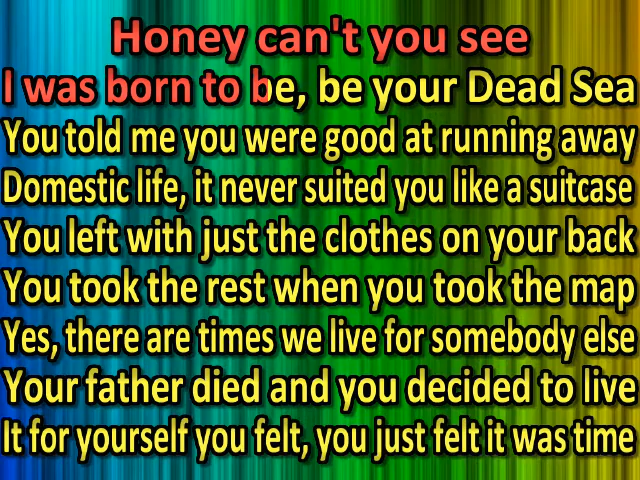 Honey can't you see
I was born to be, be your Dead Sea
You told me you were good at running away
Domestic life, it never suited you like a suitcase
You left with just the clothes on your back
You took the rest when you took the map
Yes, there are times we live for somebody else
Your father died and you decided to live
It for yourself you felt, you just felt it was time